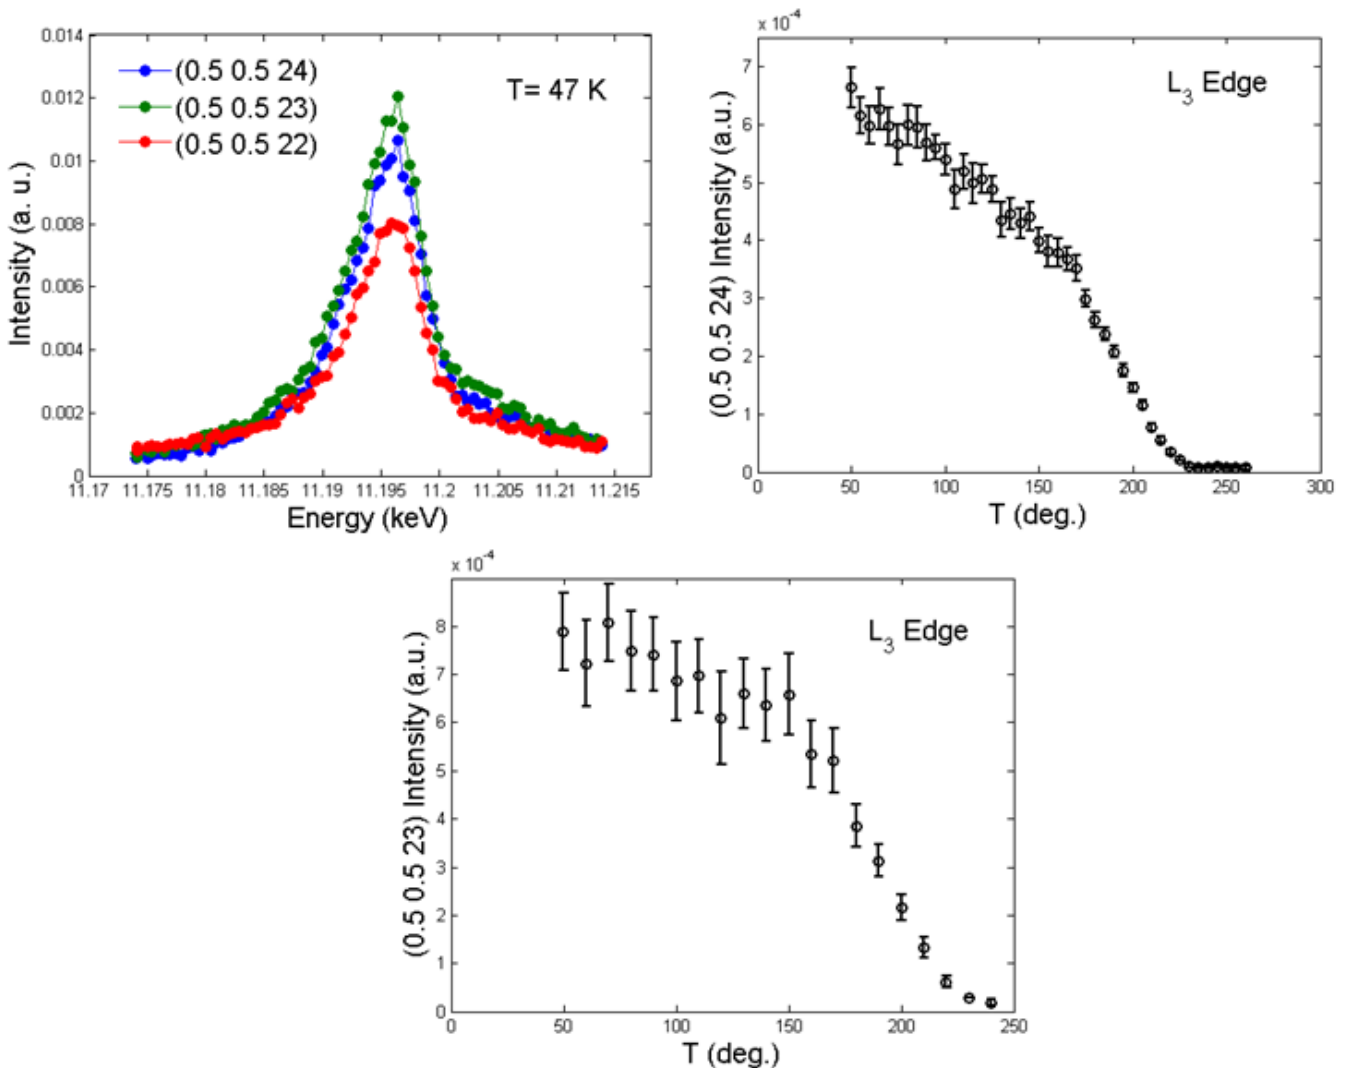 0.014
0.012
0.01
0.008
0.006
0.004
0.002
0
Intensity (a. u.)
(0.5 0.5 24)
(0.5 0.5 23)
(0.5 0.5 22)
T= 47 K
11.17 11.175 11.18 11.185 11.19 11.195 11.2 11.205 11.21 11.215
Energy (keV)
x 10-4
7
6
5
4
3
2
1
0
(0.5 0.5 24) Intensity (a.u.)
L3 Edge
0 50 100 150 200 250 300
T (deg.)
x 10-4
8
7
6
5
4
3
2
1
0
(0.5 0.5 23) Intensity (a.u.)
L3 Edge
0 50 100 150 200 250
T (deg.)